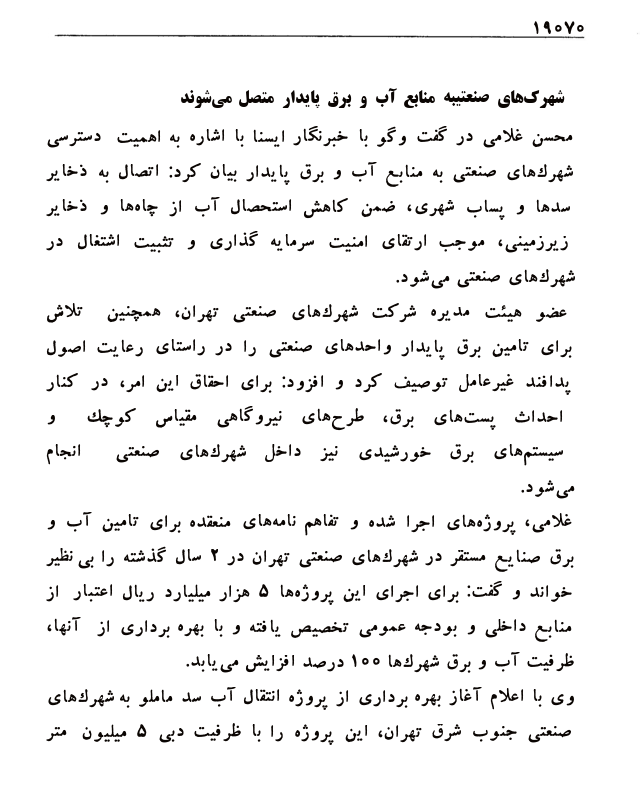 ۱۹۰۷۰
شهرک‌های صنعتیبه منابع آب و برق پایدار متصل می‌شوند
محسن غلامی در گفت وگو با خبرنگار ایسنا با اشاره به اهمیت دسترسی
شهرك‌های صنعتی به منابع آب و برق پایدار بیان کرد: اتصال به ذخایر
سدها و پساب شهری، ضمن کاهش استحصال آب از چاه‌ها و ذخایر
زیرزمینی، موجب ارتقای امنیت سرمایه گذاری و تثبیت اشتغال در
شهرك‌های صنعتی می‌شود.
عضو هیئت مدیره شرکت شهرك‌های صنعتی تهران، همچنین تلاش
برای تامین برق پایدار واحدهای صنعتی را در راستای رعایت اصول
پدافند غیرعامل توصیف کرد و افزود: برای احقاق این امر، در کنار
احداث پست‌های برق، طرح‌های نیروگاهی مقیاس کوچك و
سیستم‌های برق خورشیدی نیز داخل شهرك‌های صنعتی انجام
می‌شود.
غلامی، پروژه‌های اجرا شده و تفاهم نامه‌های منعقده برای تامین آب و
برق صنایع مستقر در شهرك‌های صنعتی تهران در ۲ سال گذشته را بی‌نظیر
خواند و گفت: برای اجرای این پروژه‌ها ۵ هزار میلیارد ریال اعتبار از
منابع داخلی و بودجه عمومی تخصیص یافته و با بهره برداری از آنها،
ظرفیت آب و برق شهرك‌ها ۱۰۰ درصد افزایش می‌یابد.
وی با اعلام آغاز بهره برداری از پروژه انتقال آب سد ماملو به شهرك‌های
صنعتی جنوب شرق تهران، این پروژه را با ظرفیت دبی ۵ میلیون متر